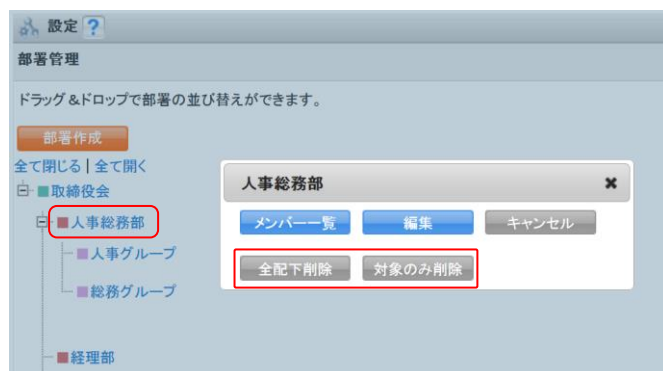 設定 ?
部署管理
ドラッグ&ドロップで部署の並び替えができます。
部署作成
全て閉じる | 全て開く
取締役会
人事総務部
人事グループ
総務グループ
経理部
人事総務部
メンバー一覧 編集 キャンセル
全配下削除 対象のみ削除